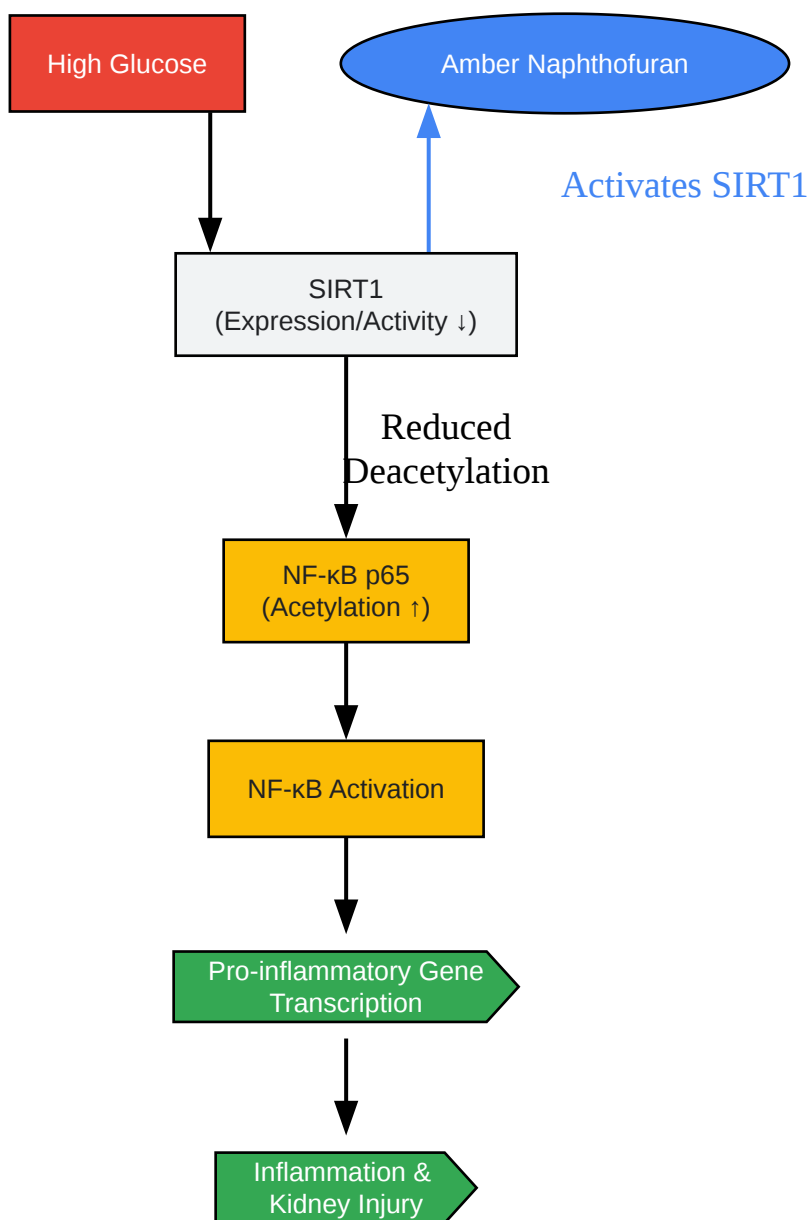 High Glucose
Amber Naphthofuran
Activates SIRT1
SIRT1
(Expression/Activity ↓)
Reduced
Deacetylation
NF-κB p65
(Acetylation ↑)
NF-κB Activation
Pro-inflammatory Gene
Transcription
Inflammation &
Kidney Injury